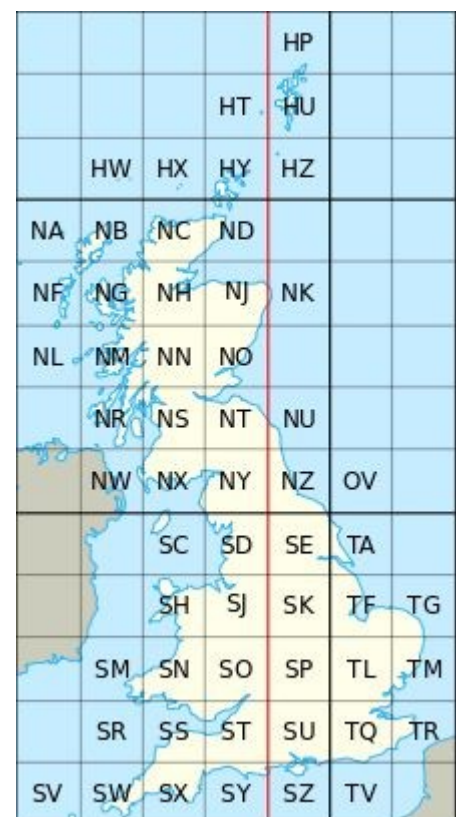 HP
HT HU
HW HX HY HZ
NA NB NC ND
NF NG NH NJ NK
NL NM NN NO
NR NS NT NU
NW NX NY NZ OV
SC SD SE TA
SH SJ SK TF TG
SM SN SO SP TL TM
SR SS ST SU TQ TR
SV SW SX SY SZ TV